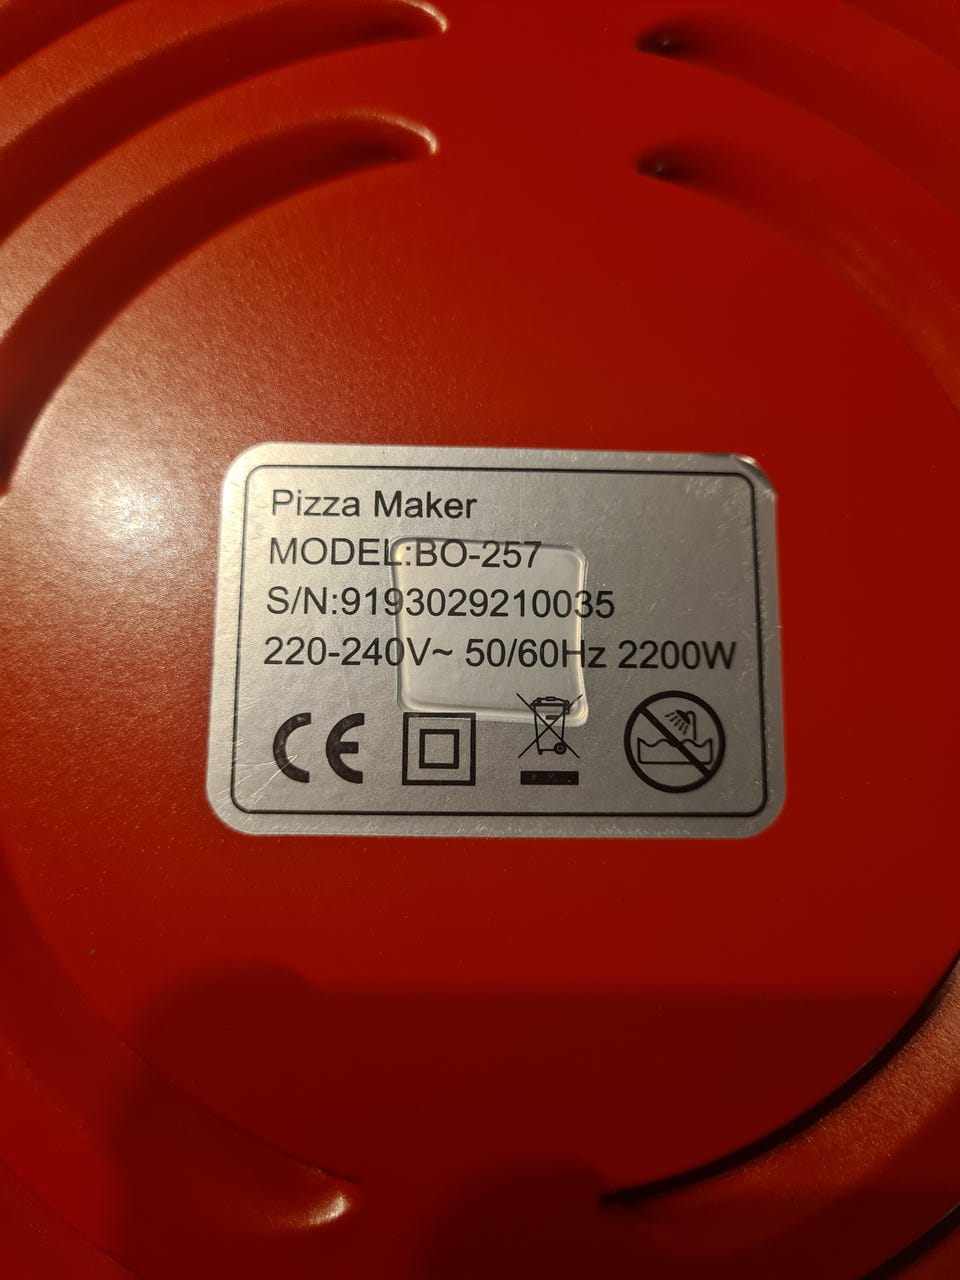 Pizza Maker
MODEL:BO-257
S/N:9193029210035
220-240V~ 50/60Hz 2200W
CE